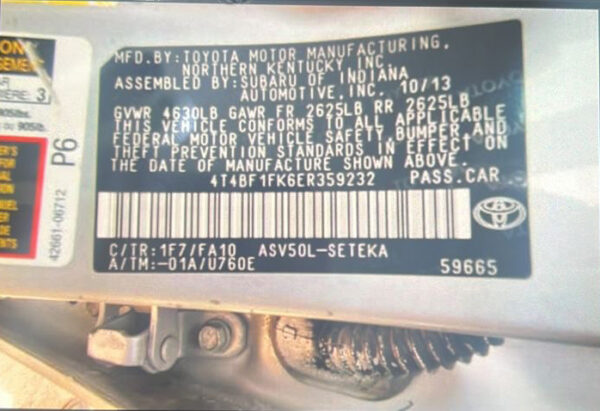 MFD.BY:TOYOTA MOTOR MANUFACTURING,
NORTHERN KENTUCKY,INC.
ASSEMBLED BY:SUBARU OF INDIANA
AUTOMOTIVE,INC. 10/13
GVWR 4630LB GAWR FR 2625LB RR 2625LB
THIS VEHICLE CONFORMS TO ALL APPLICABLE
FEDERAL MOTOR VEHICLE SAFETY,BUMPER,AND
THEFT PREVENTION STANDARDS IN EFFECT ON
THE DATE OF MANUFACTURE SHOWN ABOVE.
4T4BF1FK6ER359232 PASS.CAR
C/TR:1F7/FA10 ASV50L-SETEKA
A/TM:-01A/U760E 59665
P6
42661-06712
3